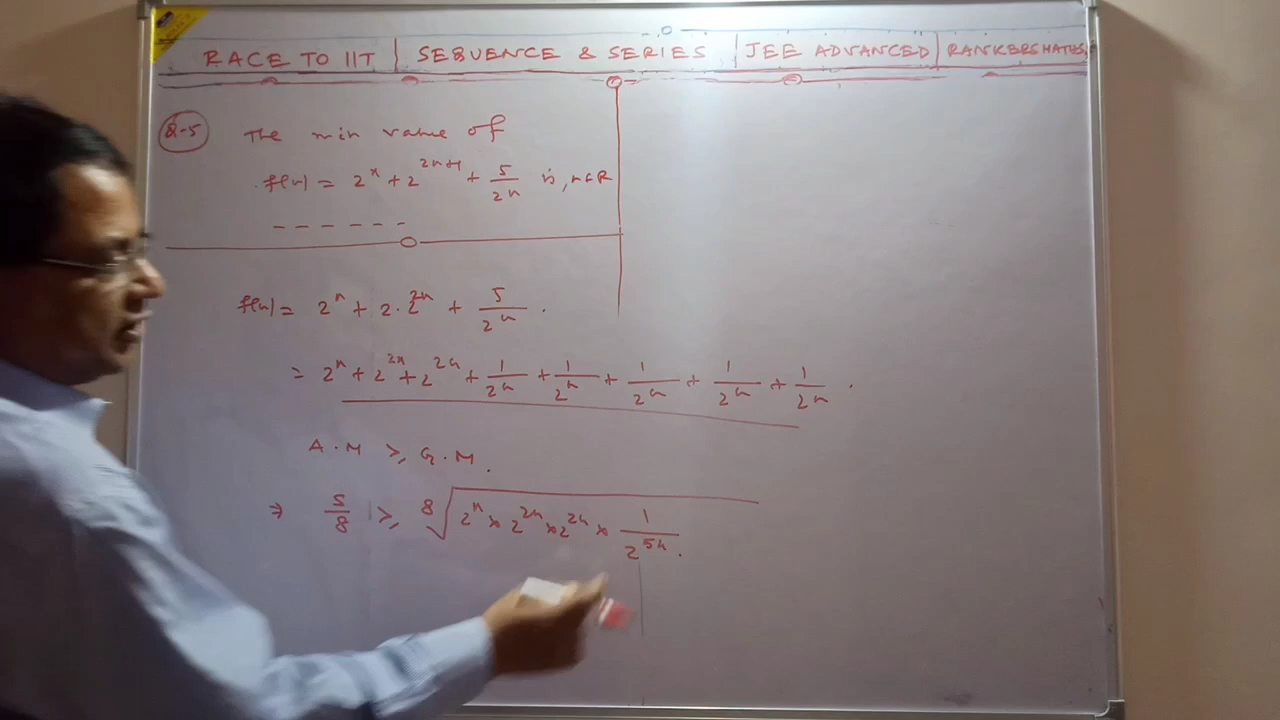 RACE TO IIT | SEQUENCE & SERIES | JEE ADVANCED | RANKERS MATHS
Q-5 The min value of
f(x) = 2^x + 2^{2x+1} + 5/2^x is, x∈R
------
f(x) = 2^x + 2.2^{2x} + 5/2^x .
= 2^x + 2^{2x} + 2^{2x} + 1/2^x + 1/2^x + 1/2^x + 1/2^x + 1/2^x .
A.M ≥ G.M.
⇒ S/8 ≥ ⁸√(2^x × 2^{2x} × 2^{2x} × 1/2^{5x} .